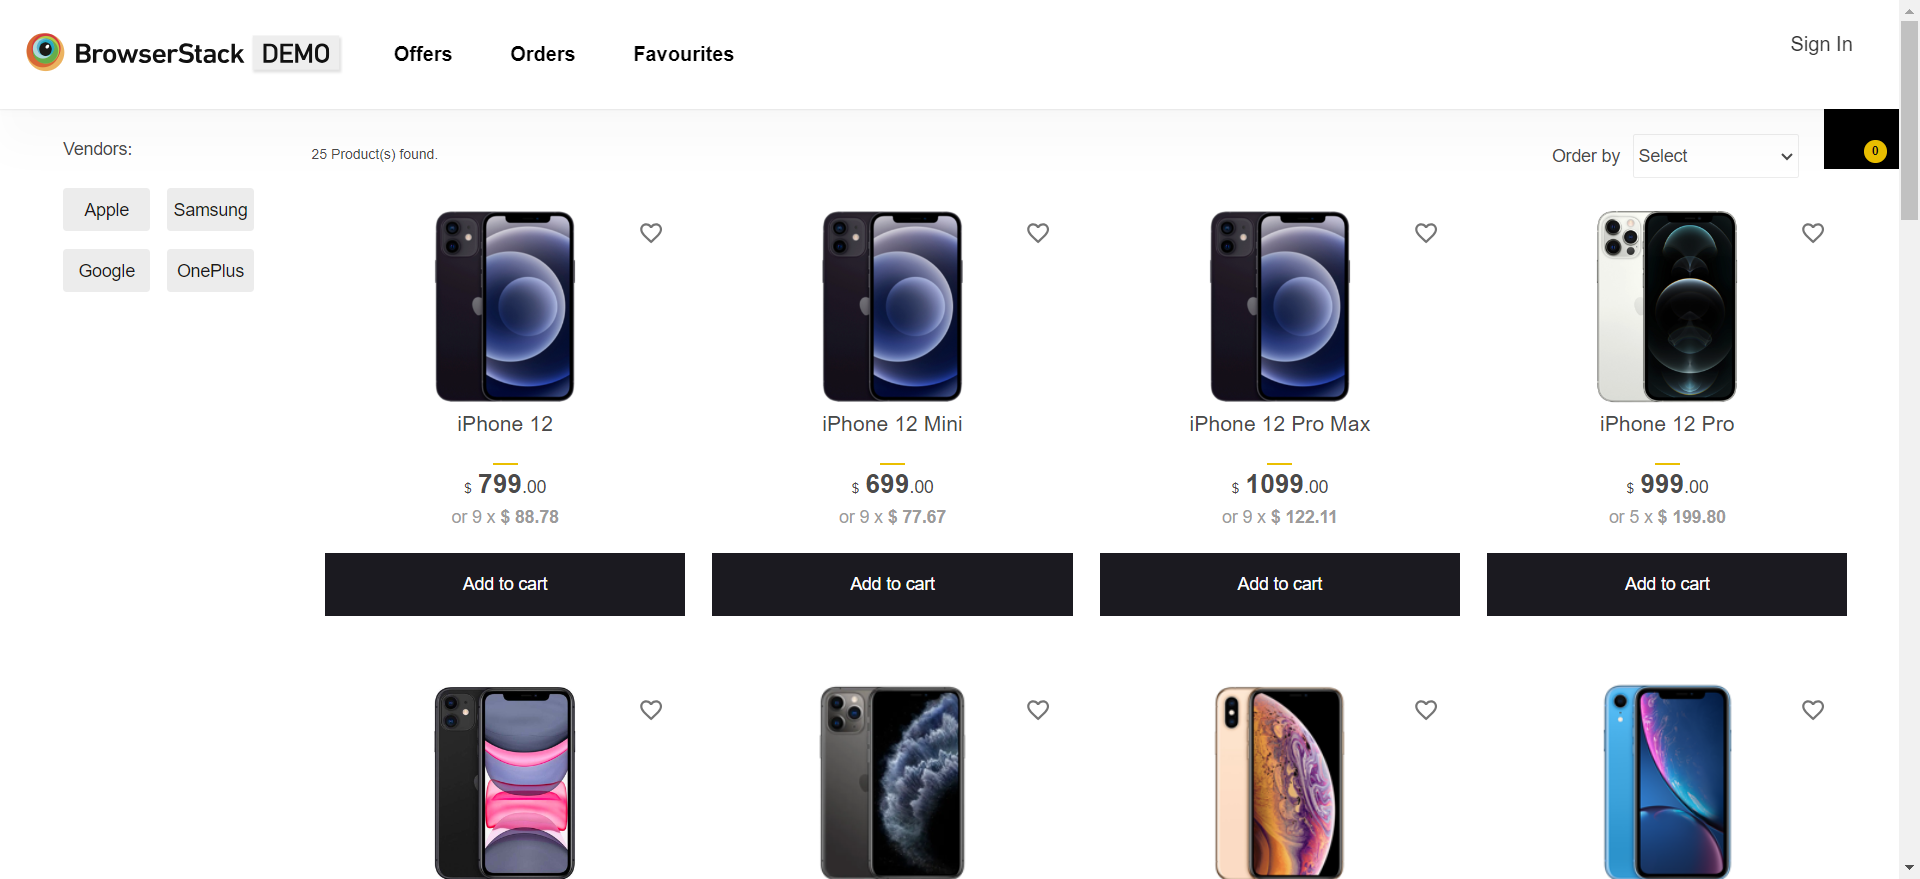 BrowserStack DEMO Offers Orders Favourites Sign In
Vendors:
25 Product(s) found.
Order by Select
0
Apple Samsung
Google OnePlus
iPhone 12
$ 799.00
or 9 x $ 88.78
Add to cart
iPhone 12 Mini
$ 699.00
or 9 x $ 77.67
Add to cart
iPhone 12 Pro Max
$ 1099.00
or 9 x $ 122.11
Add to cart
iPhone 12 Pro
$ 999.00
or 5 x $ 199.80
Add to cart